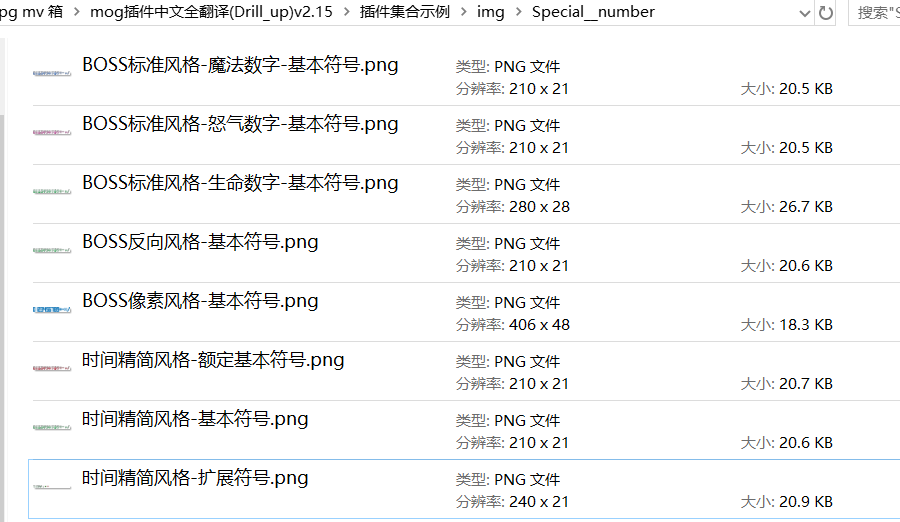 pg mv 箱 > mog插件中文全翻译(Drill_up)v2.15 > 插件集合示例 > img > Special__number
搜索"S
BOSS标准风格-魔法数字-基本符号.png
类型: PNG 文件
分辨率: 210 x 21
大小: 20.5 KB
BOSS标准风格-怒气数字-基本符号.png
类型: PNG 文件
分辨率: 210 x 21
大小: 20.5 KB
BOSS标准风格-生命数字-基本符号.png
类型: PNG 文件
分辨率: 280 x 28
大小: 26.7 KB
BOSS反向风格-基本符号.png
类型: PNG 文件
分辨率: 210 x 21
大小: 20.6 KB
BOSS像素风格-基本符号.png
类型: PNG 文件
分辨率: 406 x 48
大小: 18.3 KB
时间精简风格-额定基本符号.png
类型: PNG 文件
分辨率: 210 x 21
大小: 20.7 KB
时间精简风格-基本符号.png
类型: PNG 文件
分辨率: 210 x 21
大小: 20.6 KB
时间精简风格-扩展符号.png
类型: PNG 文件
分辨率: 240 x 21
大小: 20.9 KB